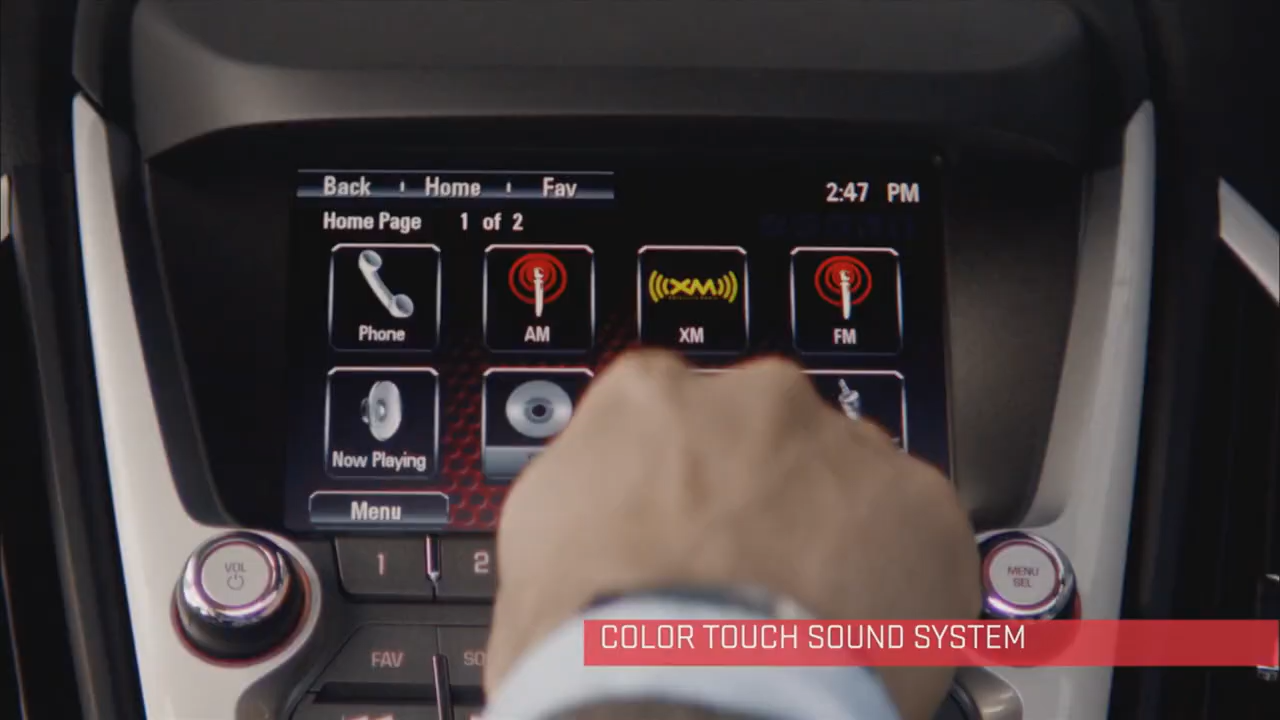 Back Home Fav
2:47 PM
Home Page 1 of 2
Phone
AM
XM
XM
FM
Now Playing
Menu
VOL
1
2
MENU
SEL
COLOR TOUCH SOUND SYSTEM
FAV